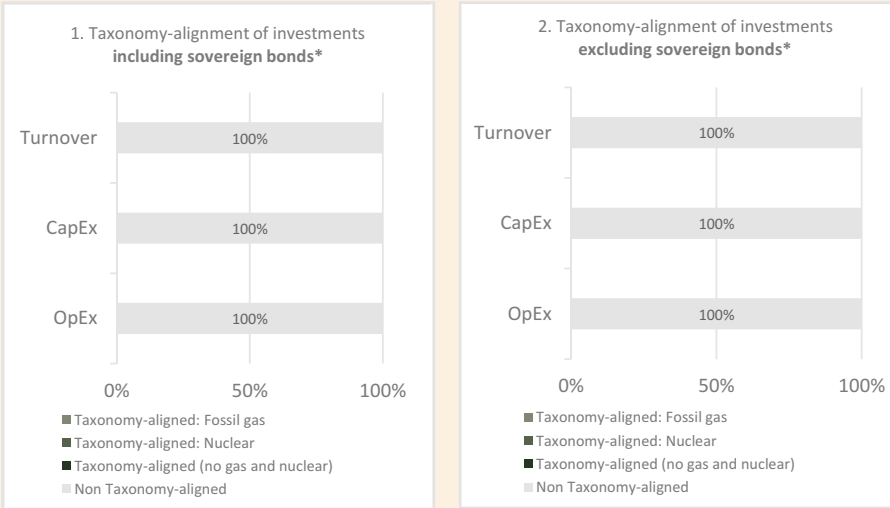 1. Taxonomy-alignment of investments
including sovereign bonds*
Turnover
100%
CapEx
100%
OpEx
100%
0%
50%
100%
Taxonomy-aligned: Fossil gas
Taxonomy-aligned: Nuclear
Taxonomy-aligned (no gas and nuclear)
Non Taxonomy-aligned
2. Taxonomy-alignment of investments
excluding sovereign bonds*
Turnover
100%
CapEx
100%
OpEx
100%
0%
50%
100%
Taxonomy-aligned: Fossil gas
Taxonomy-aligned: Nuclear
Taxonomy-aligned (no gas and nuclear)
Non Taxonomy-aligned